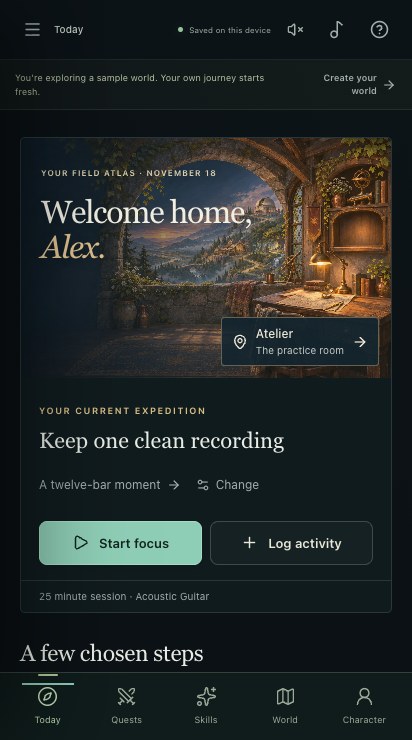 Today
Saved on this device
You're exploring a sample world. Your own journey starts
fresh.
Create your
world
YOUR FIELD ATLAS · NOVEMBER 18
Welcome home,
Alex.
Atelier
The practice room
YOUR CURRENT EXPEDITION
Keep one clean recording
A twelve-bar moment
Change
Start focus
Log activity
25 minute session · Acoustic Guitar
A few chosen steps
Today
Quests
Skills
World
Character